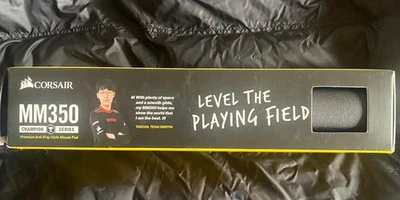 CORSAIR
MM350
CHAMPION SERIES
Premium Anti-Fray Cloth Mouse Pad
"With plenty of space
and a smooth glide,
my MM350 helps me
show the world that
I am the best."
LEVEL THE
PLAYING FIELD